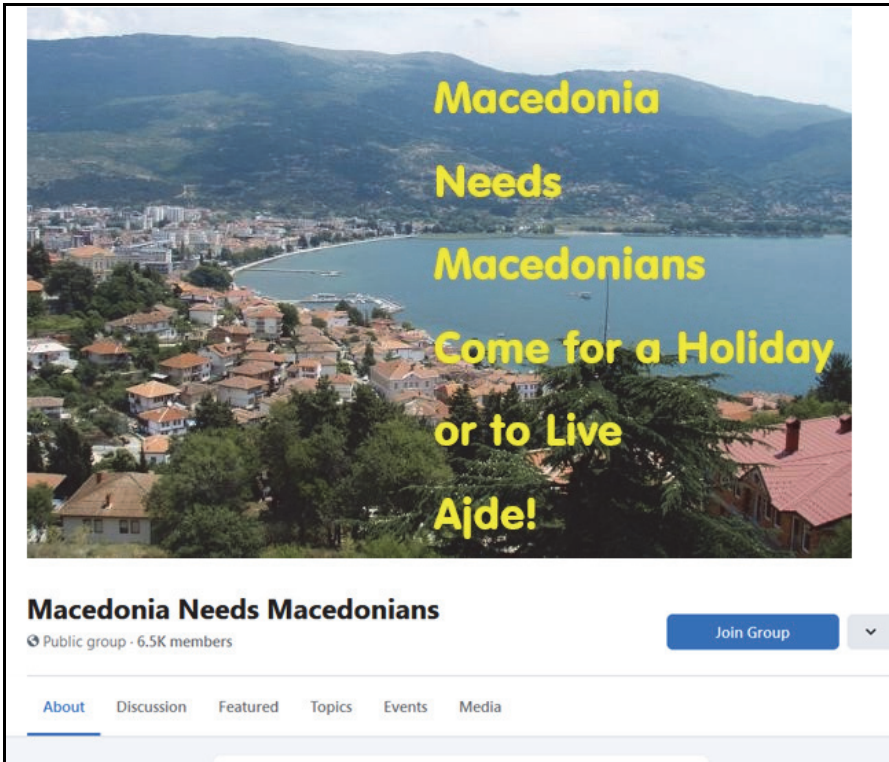 Macedonia
Needs
Macedonians
Come for a Holiday
or to Live
Ajde!
Macedonia Needs Macedonians
Public group · 6.5K members
Join Group
About Discussion Featured Topics Events Media